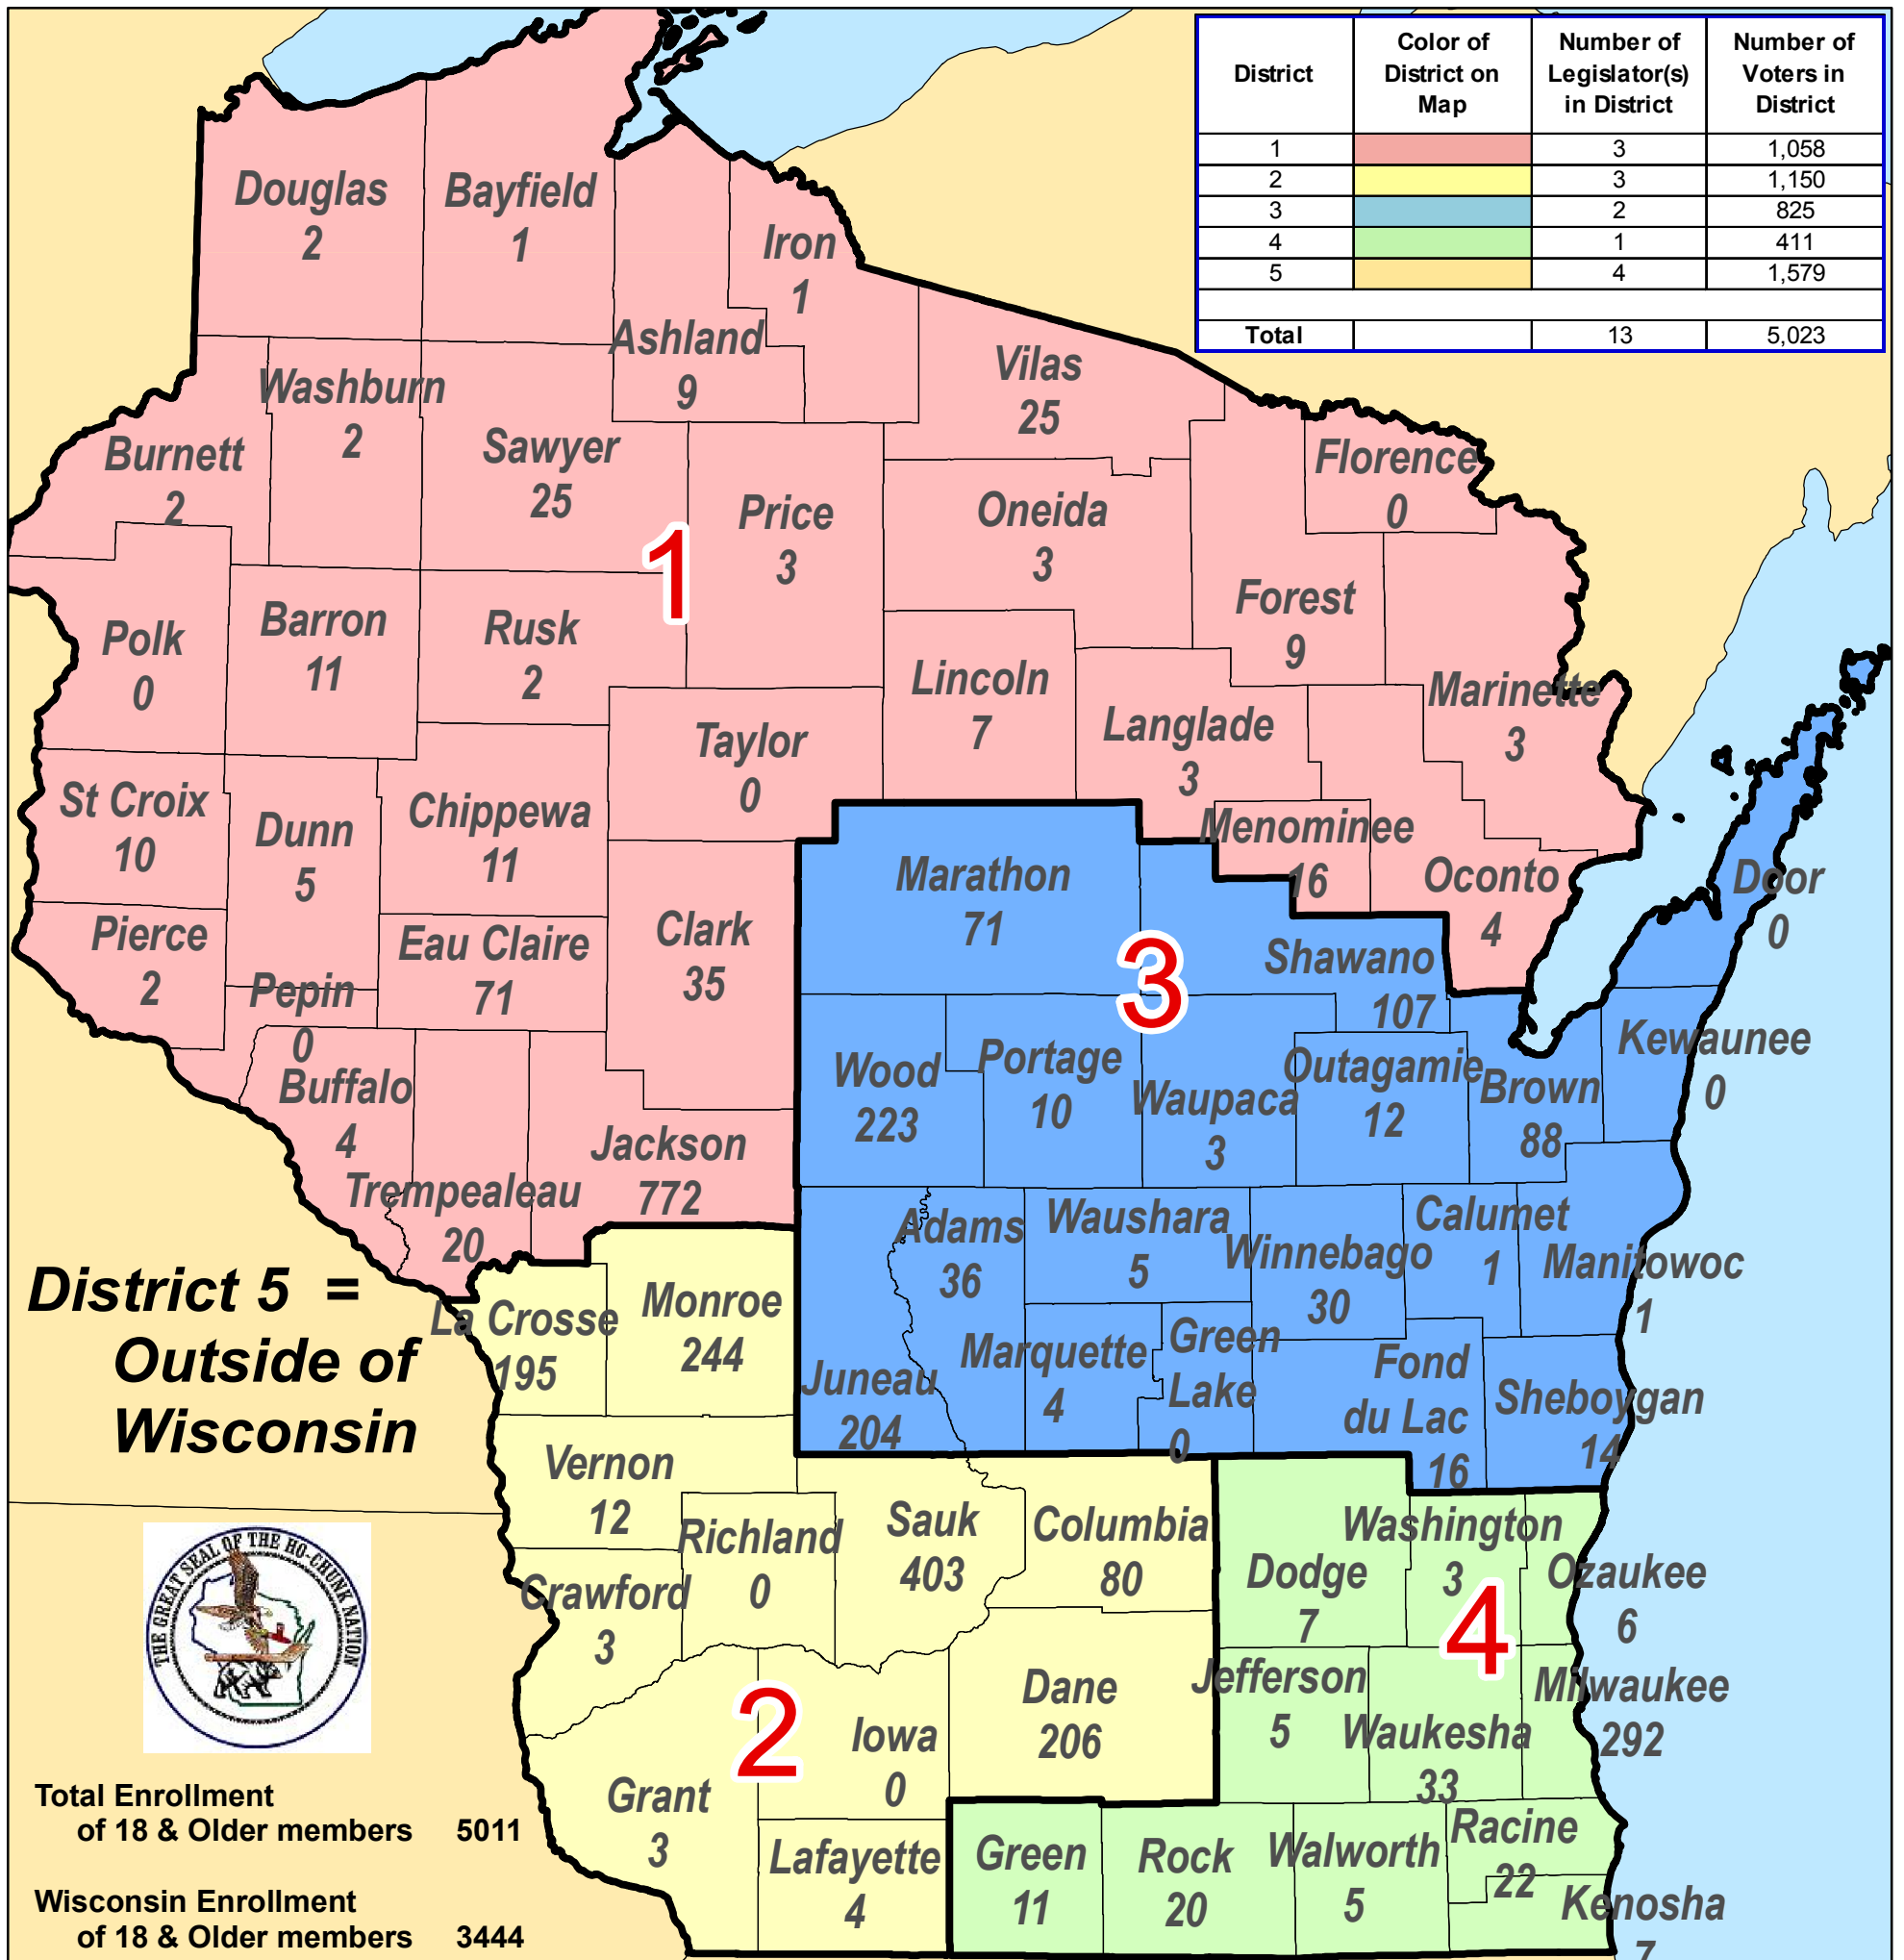 District
Color of
District on
Map
Number of
Legislator(s)
in District
Number of
Voters in
District
1 3 1,058
2 3 1,150
3 2 825
4 1 411
5 4 1,579
Total 13 5,023
Douglas
2
Bayfield
1
Iron
1
Ashland
9
Vilas
25
Washburn
2
Burnett
2
Sawyer
25
Price
3
Oneida
3
Florence
0
Forest
9
1
Polk
0
Barron
11
Rusk
2
Lincoln
7
Langlade
3
Marinette
3
Taylor
0
St Croix
10
Dunn
5
Chippewa
11
Menominee
16
Oconto
4
Pierce
2
Pepin
0
Eau Claire
71
Clark
35
Buffalo
4
Trempealeau
20
Jackson
772
Marathon
71
3
Shawano
107
Door
0
Kewaunee
0
Wood
223
Portage
10
Waupaca
3
Outagamie
12
Brown
88
Adams
36
Waushara
5
Winnebago
30
Calumet
1
Manitowoc
1
Juneau
204
Marquette
4
Green
Lake
0
Fond
du Lac
16
Sheboygan
14
District 5 =
Outside of
Wisconsin
La Crosse
195
Monroe
244
Vernon
12
Richland
0
Sauk
403
Columbia
80
Crawford
3
2
Dane
206
Iowa
0
Grant
3
Lafayette
4
Washington
3
Dodge
7
Ozaukee
6
4
Jefferson
5
Waukesha
33
Milwaukee
292
Green
11
Rock
20
Walworth
5
Racine
22
Kenosha
7
THE GREAT SEAL OF THE HO-CHUNK NATION
Total Enrollment
of 18 & Older members 5011
Wisconsin Enrollment
of 18 & Older members 3444